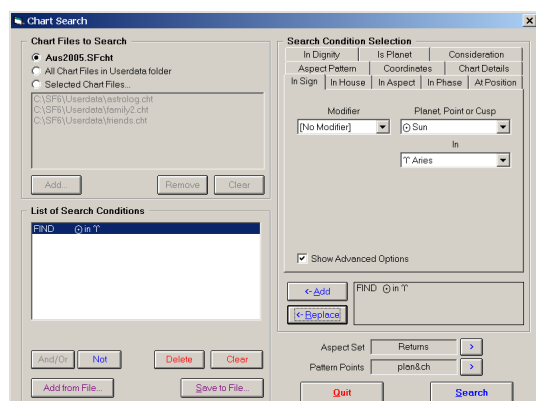 Chart Search
Chart Files to Search
Aus2005.SFcht
All Chart Files in Userdata folder
Selected Chart Files...
C:\SF6\Userdata\astrolog.cht
C:\SF6\Userdata\family2.cht
C:\SF6\Userdata\friends.cht
Add...
Remove
Clear
List of Search Conditions
FIND ☉ in ♈
And/Or
Not
Delete
Clear
Add from File...
Save to File...
Search Condition Selection
In Dignity
Is Planet
Consideration
Aspect Pattern
Coordinates
Chart Details
In Sign
In House
In Aspect
In Phase
At Position
Modifier
Planet, Point or Cusp
[No Modifier]
☉ Sun
In
♈ Aries
Show Advanced Options
<-Add
FIND ☉ in ♈
<-Replace
Aspect Set
Returns
>
Pattern Points
plan&ch
>
Quit
Search